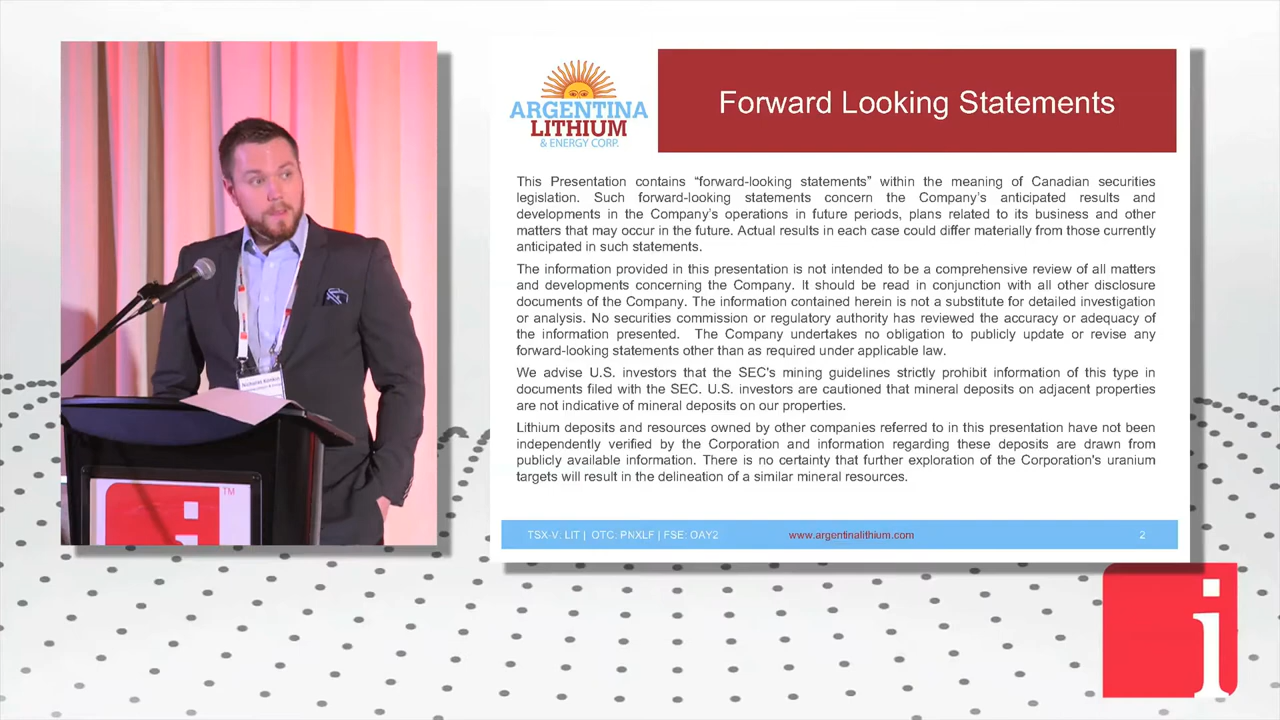 ARGENTINA
LITHIUM
& ENERGY CORP.
Forward Looking Statements
This Presentation contains “forward-looking statements” within the meaning of Canadian securities
legislation. Such forward-looking statements concern the Company’s anticipated results and
developments in the Company’s operations in future periods, plans related to its business and other
matters that may occur in the future. Actual results in each case could differ materially from those currently
anticipated in such statements.
The information provided in this presentation is not intended to be a comprehensive review of all matters
and developments concerning the Company. It should be read in conjunction with all other disclosure
documents of the Company. The information contained herein is not a substitute for detailed investigation
or analysis. No securities commission or regulatory authority has reviewed the accuracy or adequacy of
the information presented. The Company undertakes no obligation to publicly update or revise any
forward-looking statements other than as required under applicable law.
We advise U.S. investors that the SEC's mining guidelines strictly prohibit information of this type in
documents filed with the SEC. U.S. investors are cautioned that mineral deposits on adjacent properties
are not indicative of mineral deposits on our properties.
Lithium deposits and resources owned by other companies referred to in this presentation have not been
independently verified by the Corporation and information regarding these deposits are drawn from
publicly available information. There is no certainty that further exploration of the Corporation's uranium
targets will result in the delineation of a similar mineral resources.
TSX-V: LIT | OTC: PNXLF | FSE: OAY2 www.argentinalithium.com 2
Nicholas
i TM
i